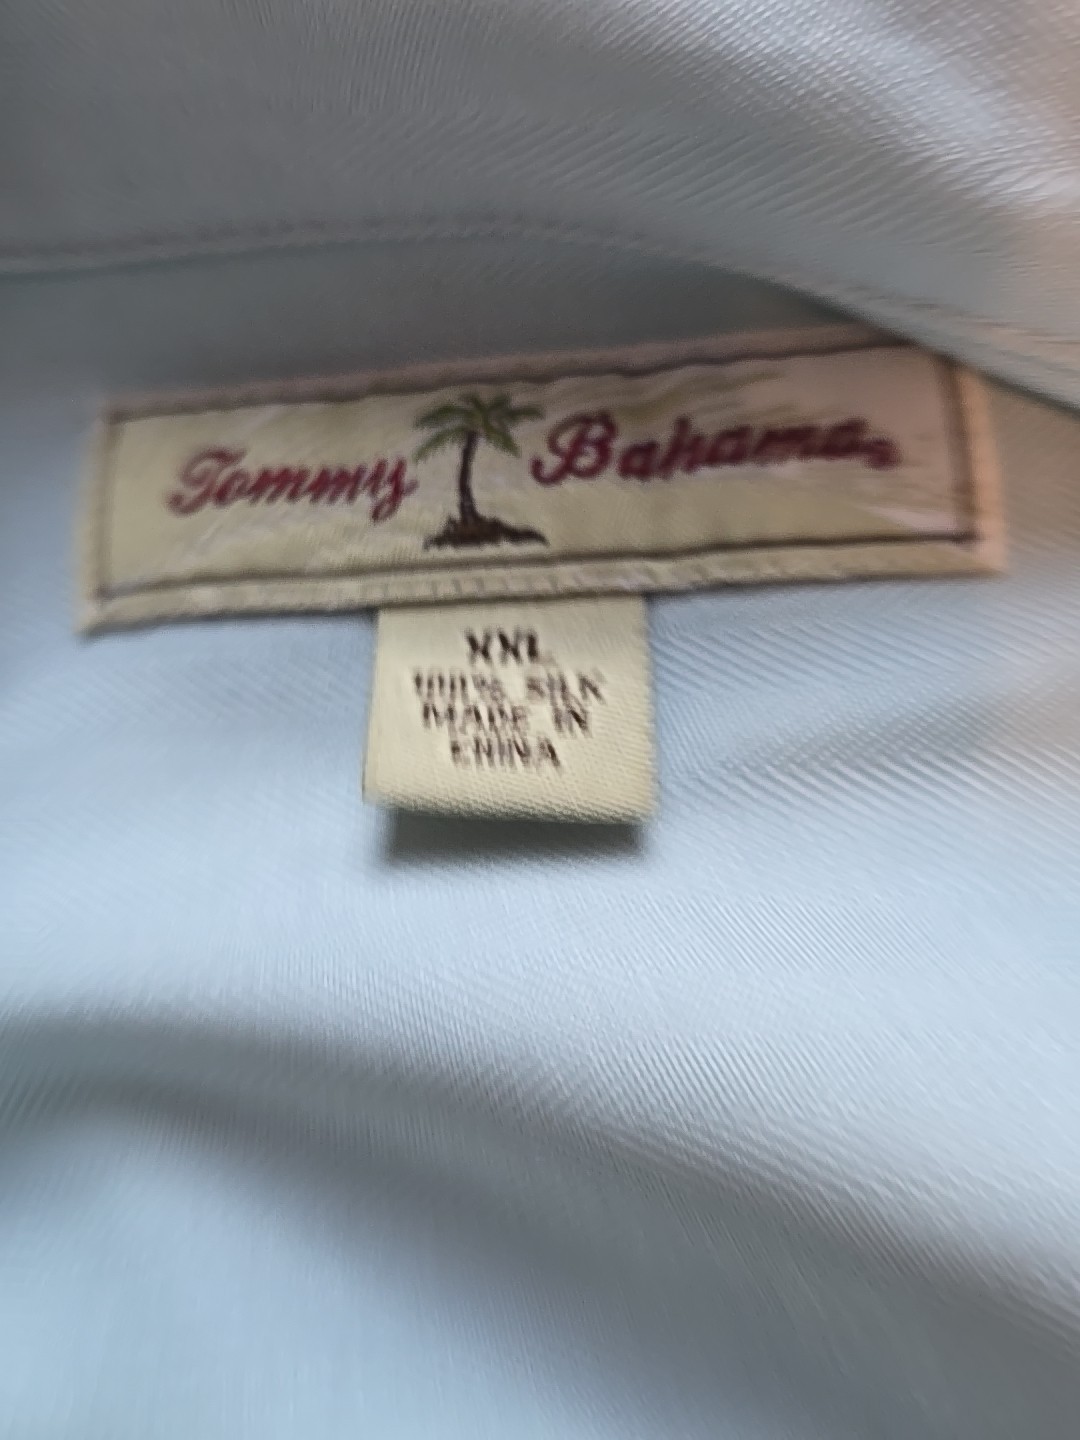 Tommy Bahama
XXL
100% SILK
MADE IN
CHINA